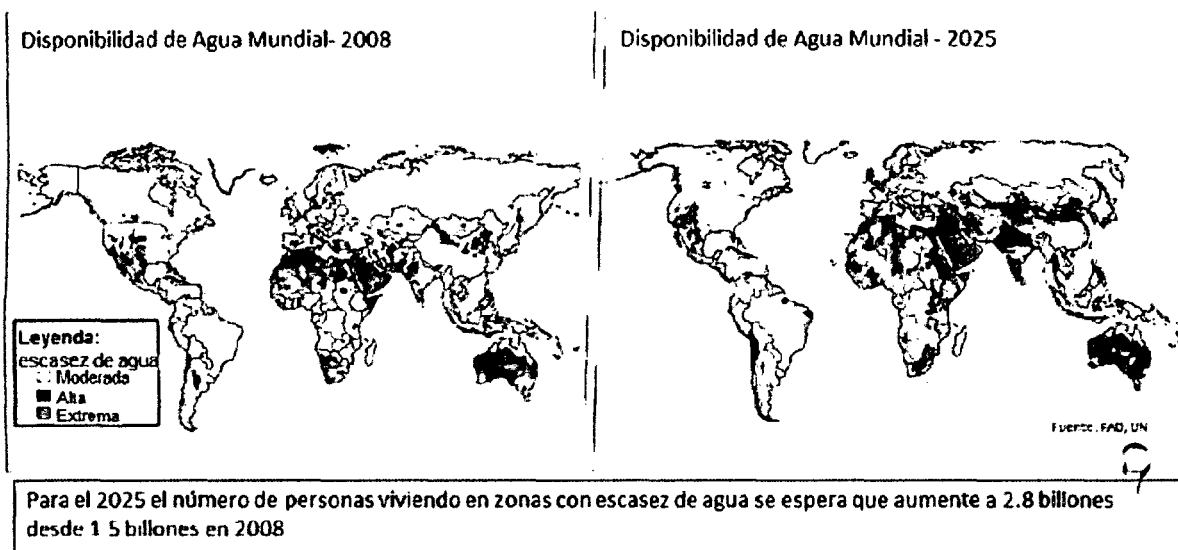 Disponibilidad de Agua Mundial- 2008
Disponibilidad de Agua Mundial - 2025
Leyenda:
escasez de agua
Moderada
Alta
Extrema
Fuente: FAO, UN
Para el 2025 el número de personas viviendo en zonas con escasez de agua se espera que aumente a 2.8 billones
desde 1 5 billones en 2008